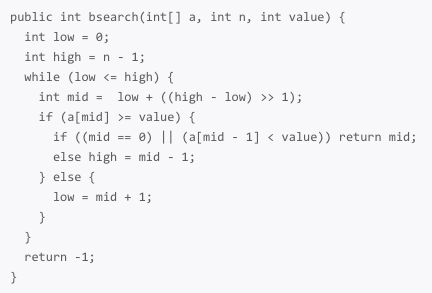 public int bsearch(int[] a, int n, int value) {
  int low = 0;
  int high = n - 1;
  while (low <= high) {
    int mid =  low + ((high - low) >> 1);
    if (a[mid] >= value) {
      if ((mid == 0) || (a[mid - 1] < value)) return mid;
      else high = mid - 1;
    } else {
      low = mid + 1;
    }
  }
  return -1;
}